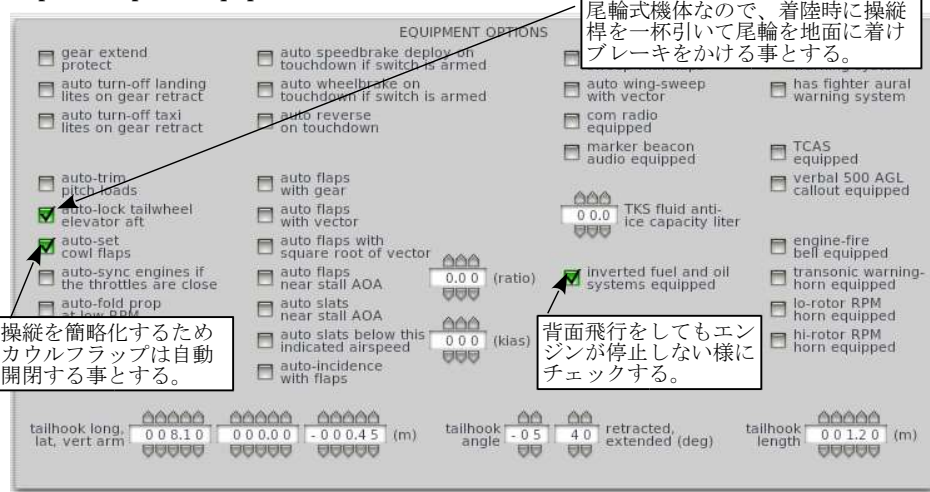 尾輪式機体なので、着陸時に操縦
桿を一杯引いて尾輪を地面に着け
ブレーキをかける事とする。
EQUIPMENT OPTIONS
gear extend
protect
auto turn-off landing
lites on gear retract
auto turn-off taxi
lites on gear retract
auto-trim
pitch loads
auto-lock tailwheel
elevator aft
auto-set
cowl flaps
auto-sync engines if
the throttles are close
auto-fold prop
at low RPM
操縦を簡略化するため
カウルフラップは自動
開閉する事とする。
auto speedbrake deploy on
touchdown if switch is armed
auto wheelbrake on
touchdown if switch is armed
auto reverse
on touchdown
auto flaps
with gear
auto flaps
with vector
auto flaps with
square root of vector
auto flaps
near stall AOA
auto slats
near stall AOA
auto slats below this
indicated airspeed
auto-incidence
with flaps
0.0 0 (ratio)
0 0 0 (kias)
auto wing-sweep
with vector
com radio
equipped
marker beacon
audio equipped
0 0.0 TKS fluid anti-
ice capacity liter
inverted fuel and oil
systems equipped
背面飛行をしてもエン
ジンが停止しない様に
チェックする。
has fighter aural
warning system
TCAS
equipped
verbal 500 AGL
callout equipped
engine-fire
bell equipped
transonic warning-
horn equipped
lo-rotor RPM
horn equipped
hi-rotor RPM
horn equipped
tailhook long,
lat, vert arm
0 0 8.1 0 0 0 0.0 0 - 0 0 0.4 5 (m)
tailhook
angle
- 0 5 4 0 retracted,
extended (deg)
tailhook
length
0 0 1.2 0 (m)